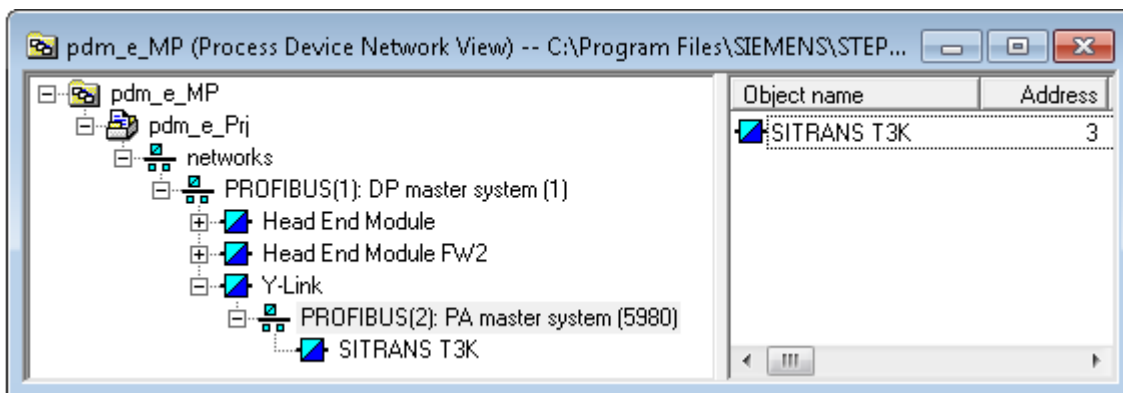 pdm_e_MP (Process Device Network View) -- C:\Program Files\SIEMENS\STEP...
pdm_e_MP
pdm_e_Prj
networks
PROFIBUS(1): DP master system (1)
Head End Module
Head End Module FW2
Y-Link
PROFIBUS(2): PA master system (5980)
SITRANS T3K
Object name Address
SITRANS T3K 3